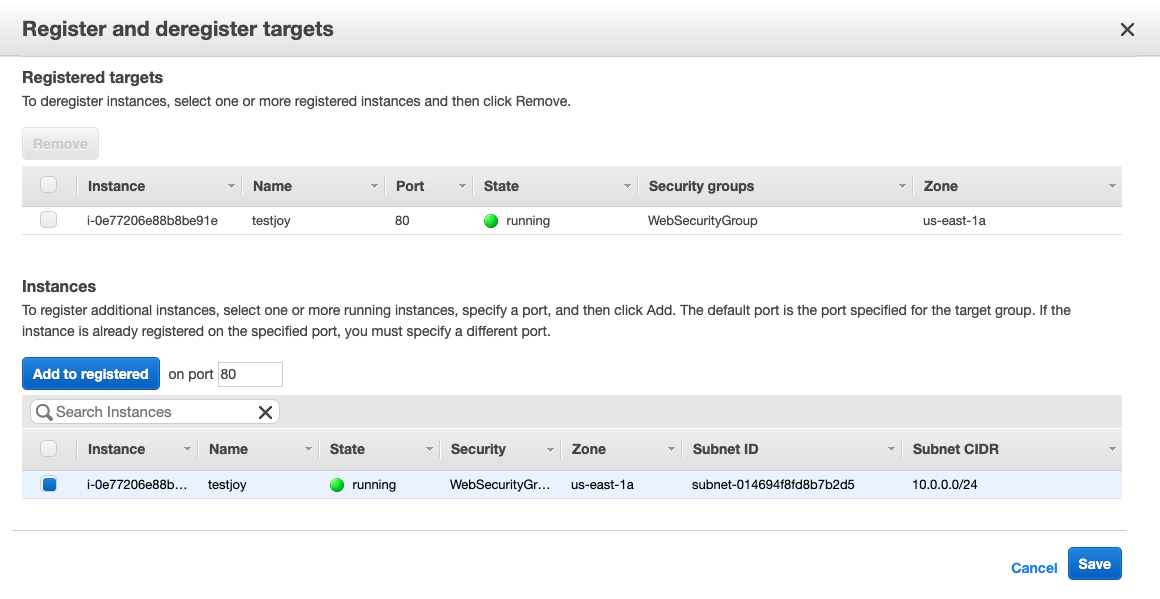 Register and deregister targets
Registered targets
To deregister instances, select one or more registered instances and then click Remove.
Remove
Instance Name Port State Security groups Zone
i-0e77206e88b8be91e testjoy 80 running WebSecurityGroup us-east-1a
Instances
To register additional instances, select one or more running instances, specify a port, and then click Add. The default port is the port specified for the target group. If the
instance is already registered on the specified port, you must specify a different port.
Add to registered on port 80
Search Instances
Instance Name State Security Zone Subnet ID Subnet CIDR
i-0e77206e88b... testjoy running WebSecurityGr... us-east-1a subnet-014694f8fd8b7b2d5 10.0.0.0/24
Cancel Save